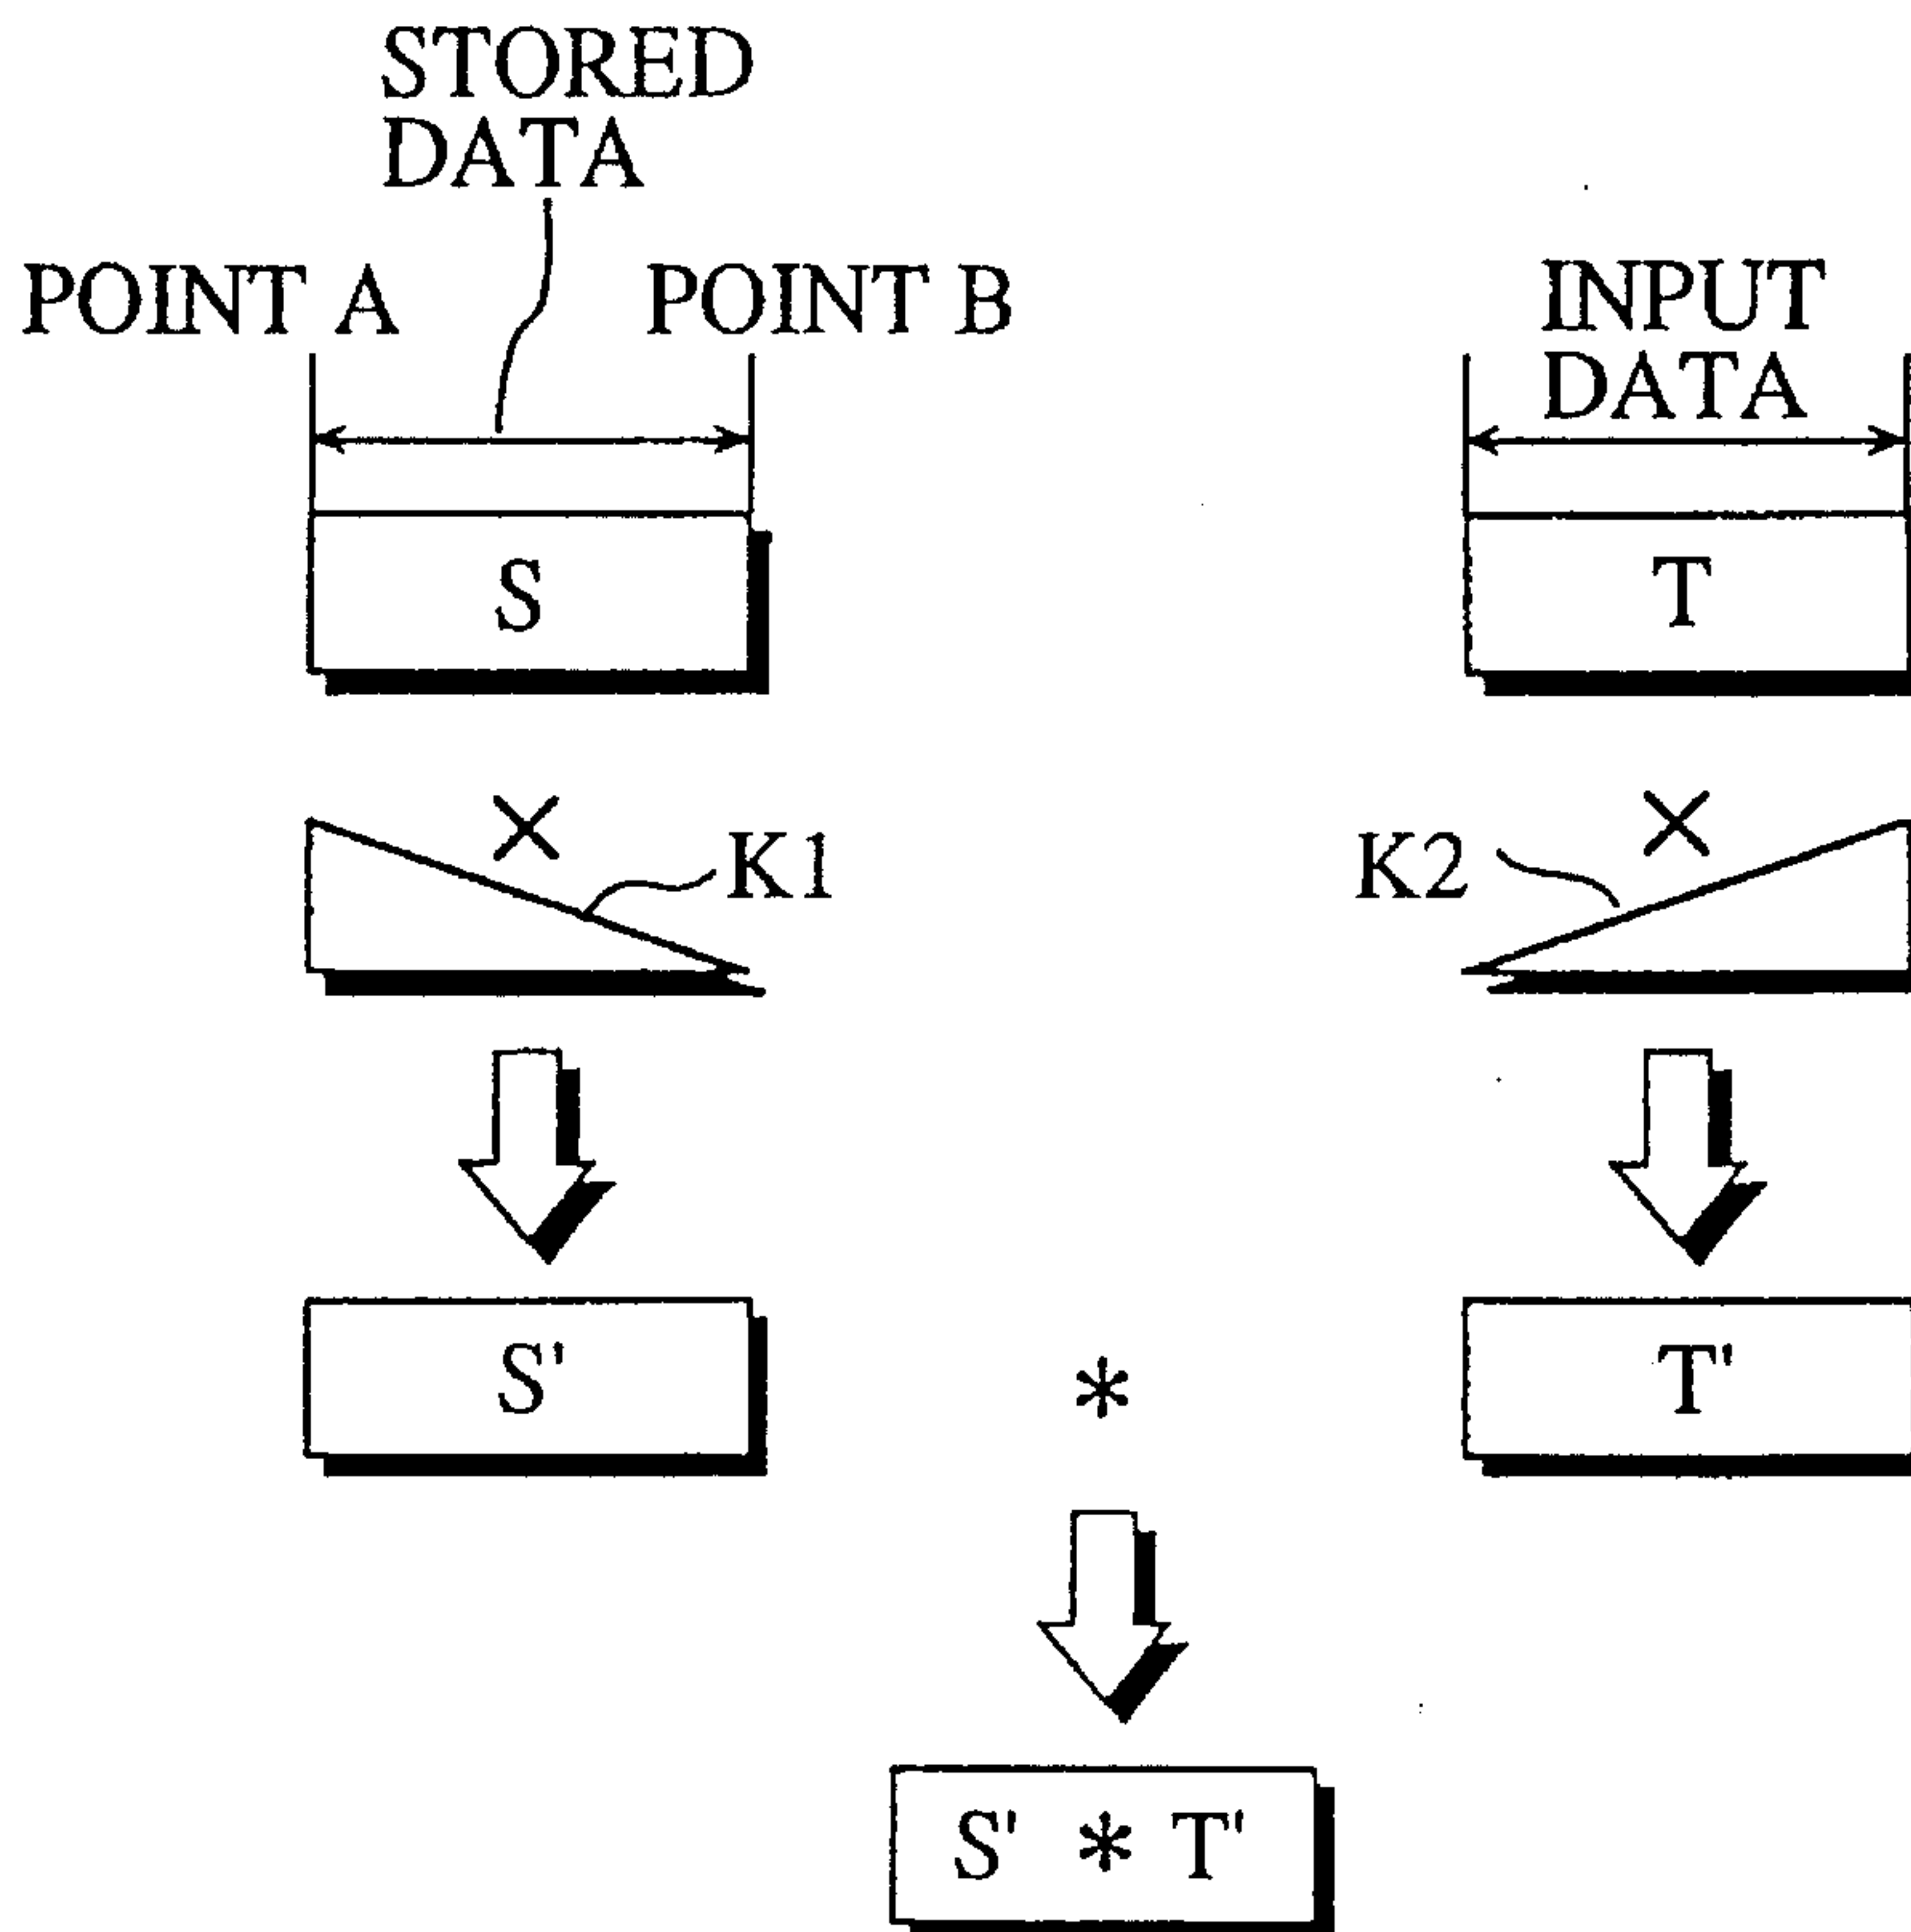 STORED
DATA
POINT A
POINT B
INPUT
DATA
S
T
×
K1
K2
×
S'
*
T'
S' * T'